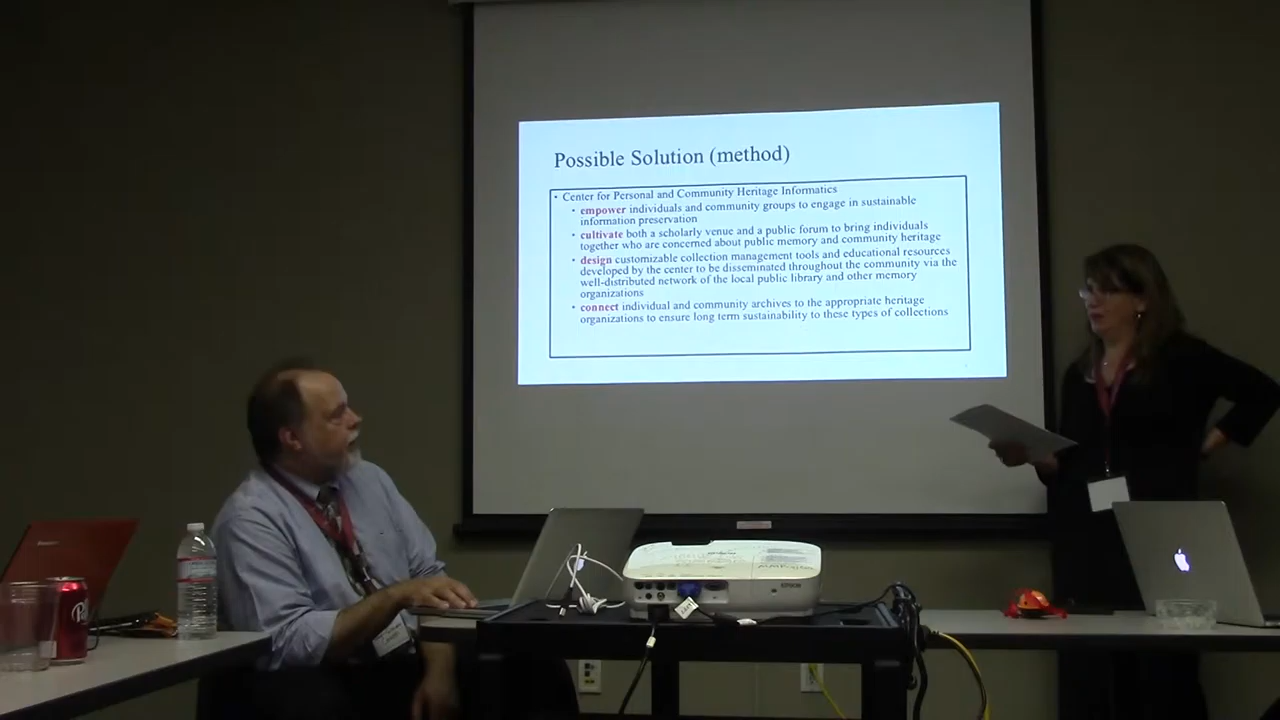 Possible Solution (method)
• Center for Personal and Community Heritage Informatics
• empower individuals and community groups to engage in sustainable
information preservation
• cultivate both a scholarly venue and a public forum to bring individuals
together who are concerned about public memory and community heritage
• design customizable collection management tools and educational resources
developed by the center to be disseminated throughout the community via the
well-distributed network of the local public library and other memory
organizations
• connect individual and community archives to the appropriate heritage
organizations to ensure long term sustainability to these types of collections
EPSON